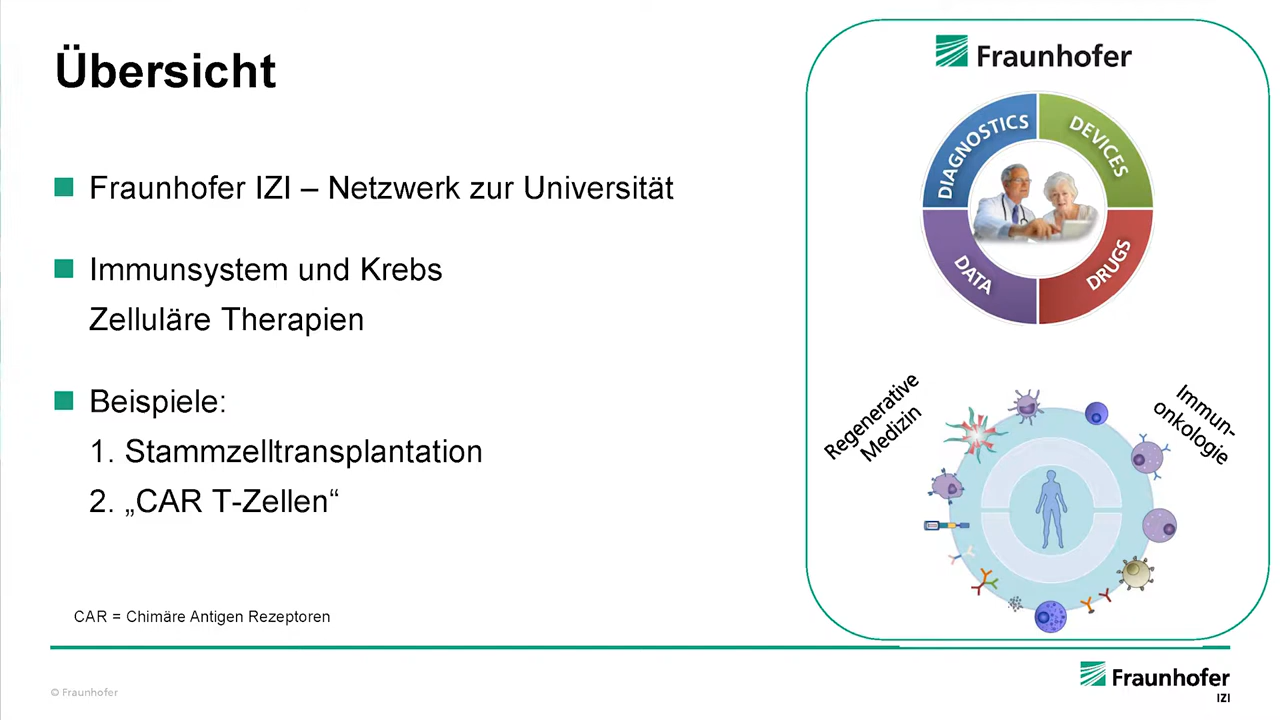 Übersicht
Fraunhofer IZI – Netzwerk zur Universität
Immunsystem und Krebs
Zelluläre Therapien
Beispiele:
1. Stammzelltransplantation
2. „CAR T-Zellen“
CAR = Chimäre Antigen Rezeptoren
© Fraunhofer
Fraunhofer
DIAGNOSTICS
DEVICES
DATA
DRUGS
Regenerative
Medizin
Immun-
onkologie
Fraunhofer
IZI